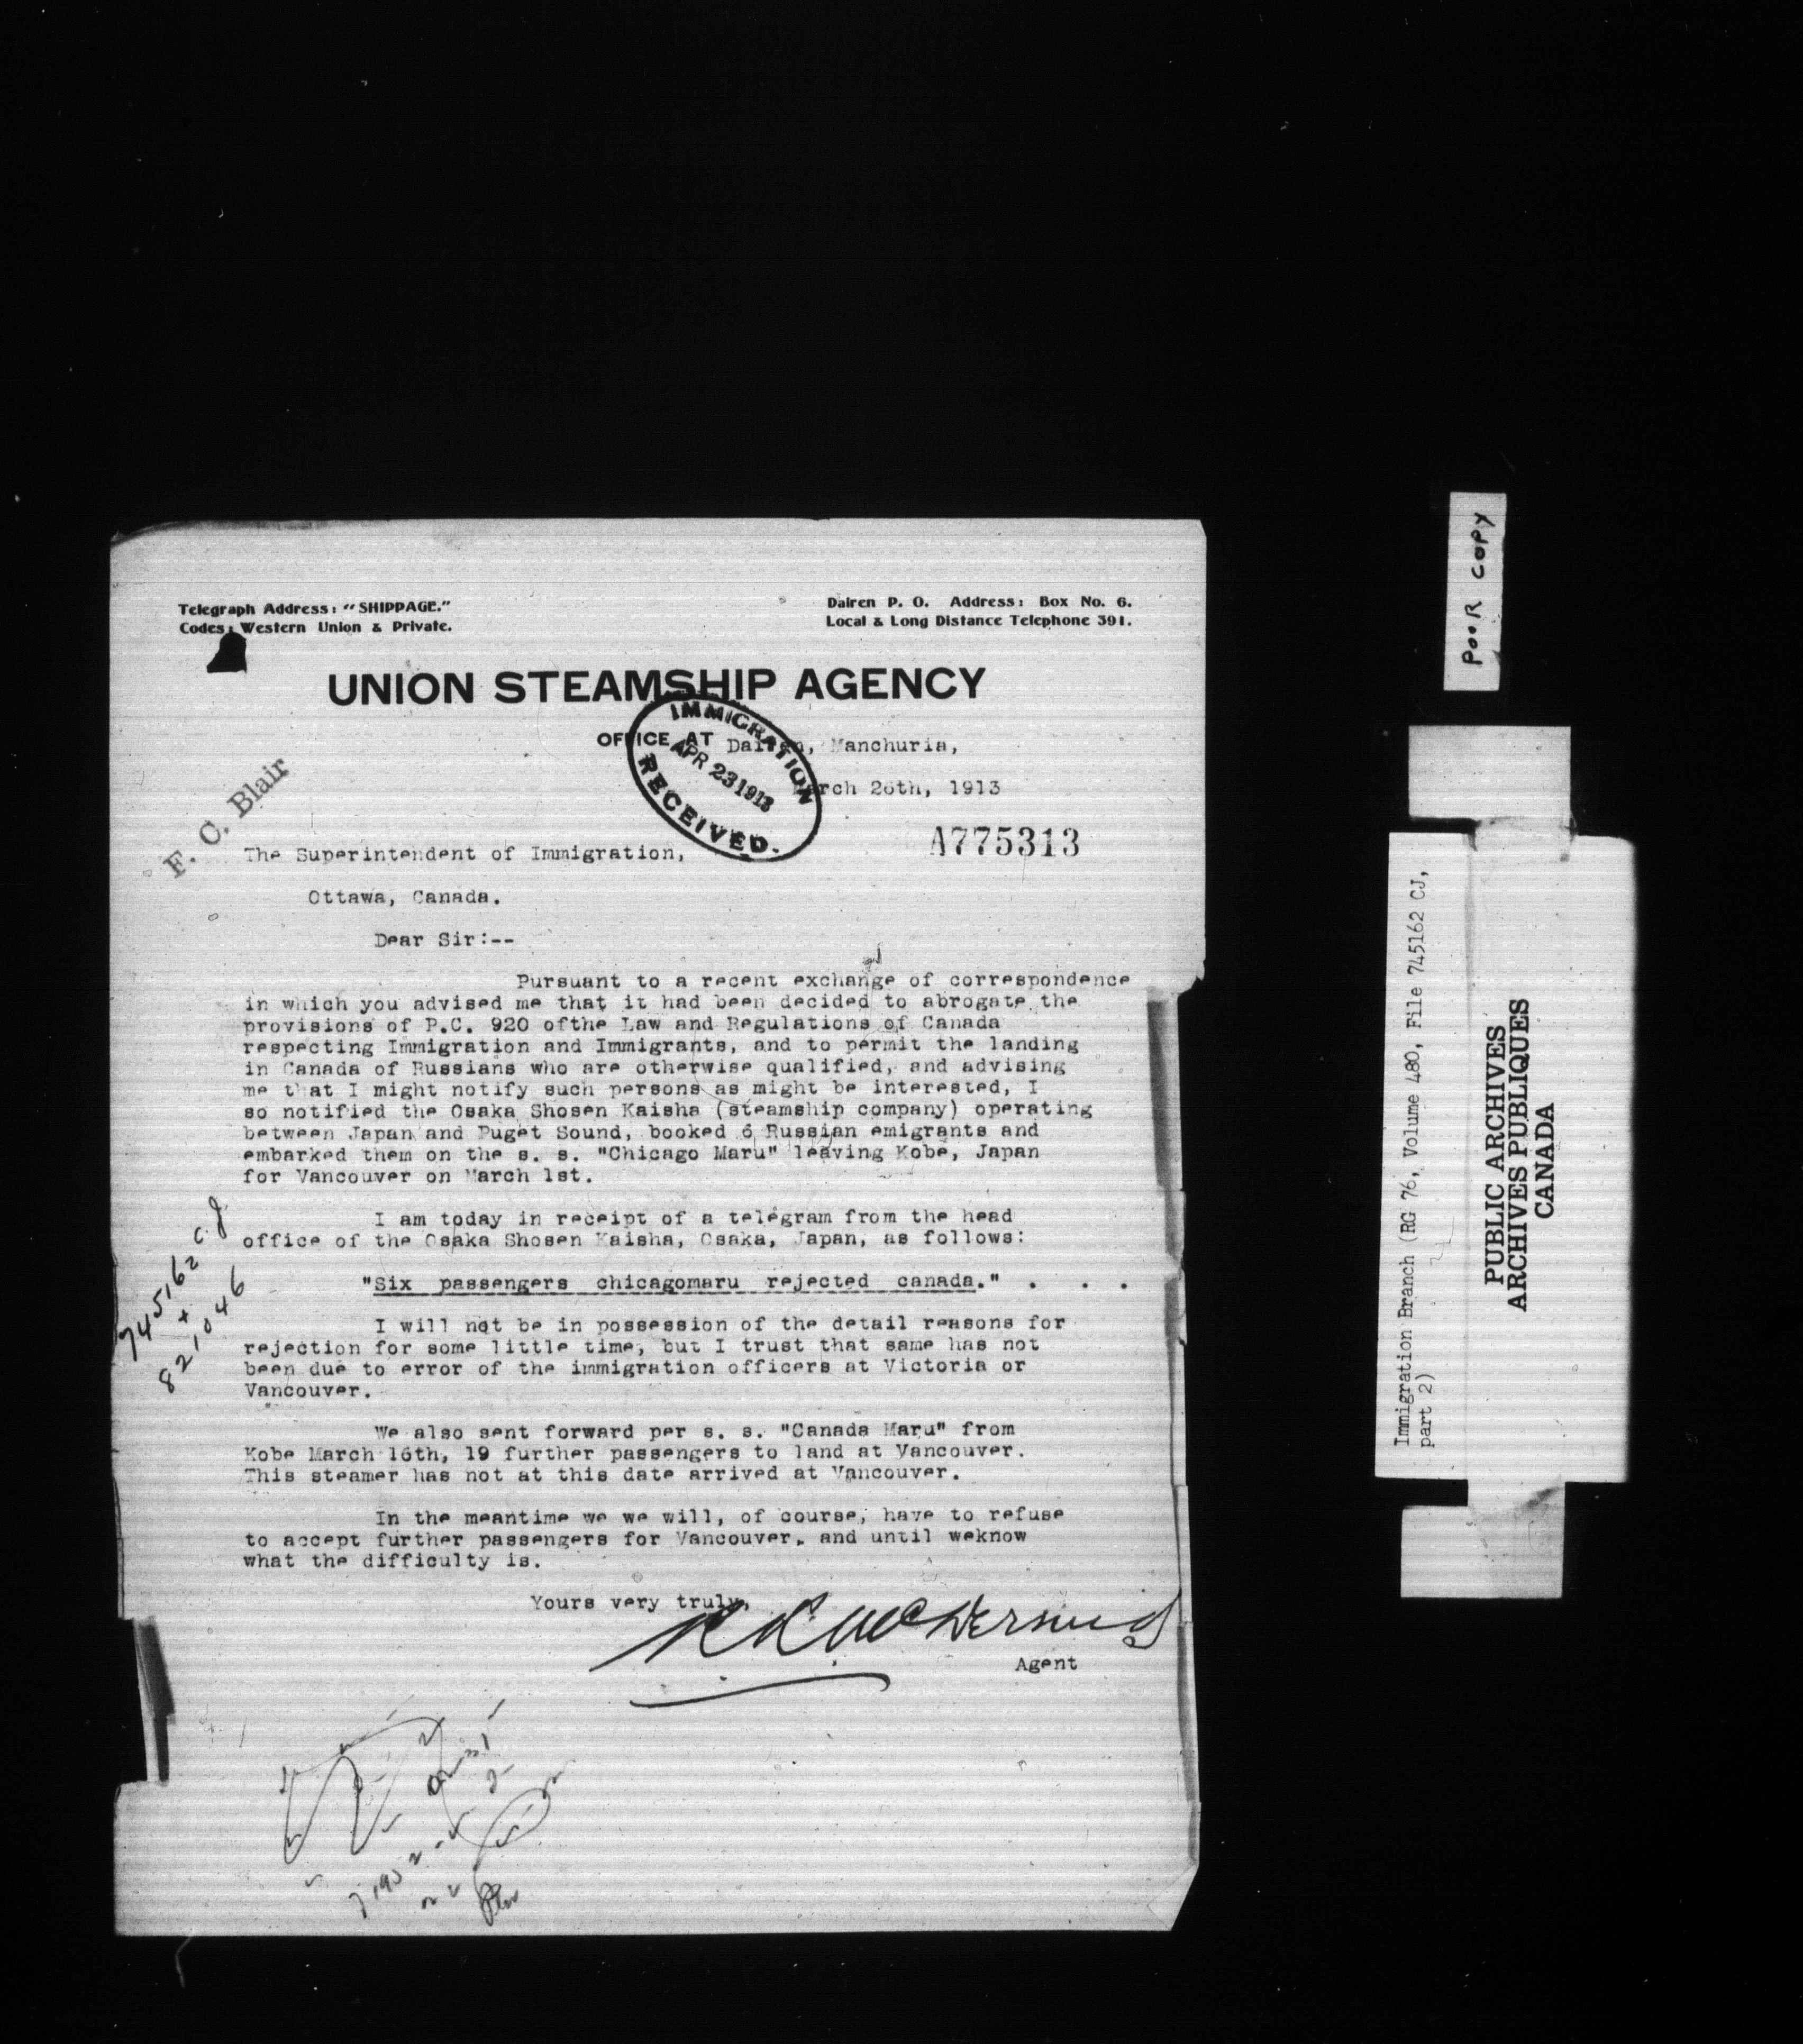 Telegraph Address: "SHIPPAGE."
Codes: Western Union & Private.
Dairen P. O. Address: Box No. 6.
Local & Long Distance Telephone 391.
UNION STEAMSHIP AGENCY
OFFICE AT Dairen, Manchuria,
March 26th, 1913
IMMIGRATION
APR 23 1913
RECEIVED.
F. C. Blair
A775313
The Superintendent of Immigration,
Ottawa, Canada.
Dear Sir:--
Pursuant to a recent exchange of correspondence
in which you advised me that it had been decided to abrogate the
provisions of P.C. 920 ofthe Law and Regulations of Canada
respecting Immigration and Immigrants, and to permit the landing
in Canada of Russians who are otherwise qualified, and advising
me that I might notify such persons as might be interested, I
so notified the Osaka Shosen Kaisha (steamship company) operating
between Japan and Puget Sound, booked 6 Russian emigrants and
embarked them on the s. s. "Chicago Maru" leaving Kobe, Japan
for Vancouver on March 1st.
I am today in receipt of a telegram from the head
office of the Osaka Shosen Kaisha, Osaka, Japan, as follows:
"Six passengers chicagomaru rejected canada." . . .
I will not be in possession of the detail reasons for
rejection for some little time, but I trust that same has not
been due to error of the immigration officers at Victoria or
Vancouver.
We also sent forward per s. s. "Canada Maru" from
Kobe March 16th, 19 further passengers to land at Vancouver.
This steamer has not at this date arrived at Vancouver.
In the meantime we we will, of course, have to refuse
to accept further passengers for Vancouver, and until weknow
what the difficulty is.
Yours very truly,
Agent
745162 C.J.
+
821046
POOR COPY
Immigration Branch (RG 76, Volume 480, File 745162 CJ,
part 2)
PUBLIC ARCHIVES
ARCHIVES PUBLIQUES
CANADA